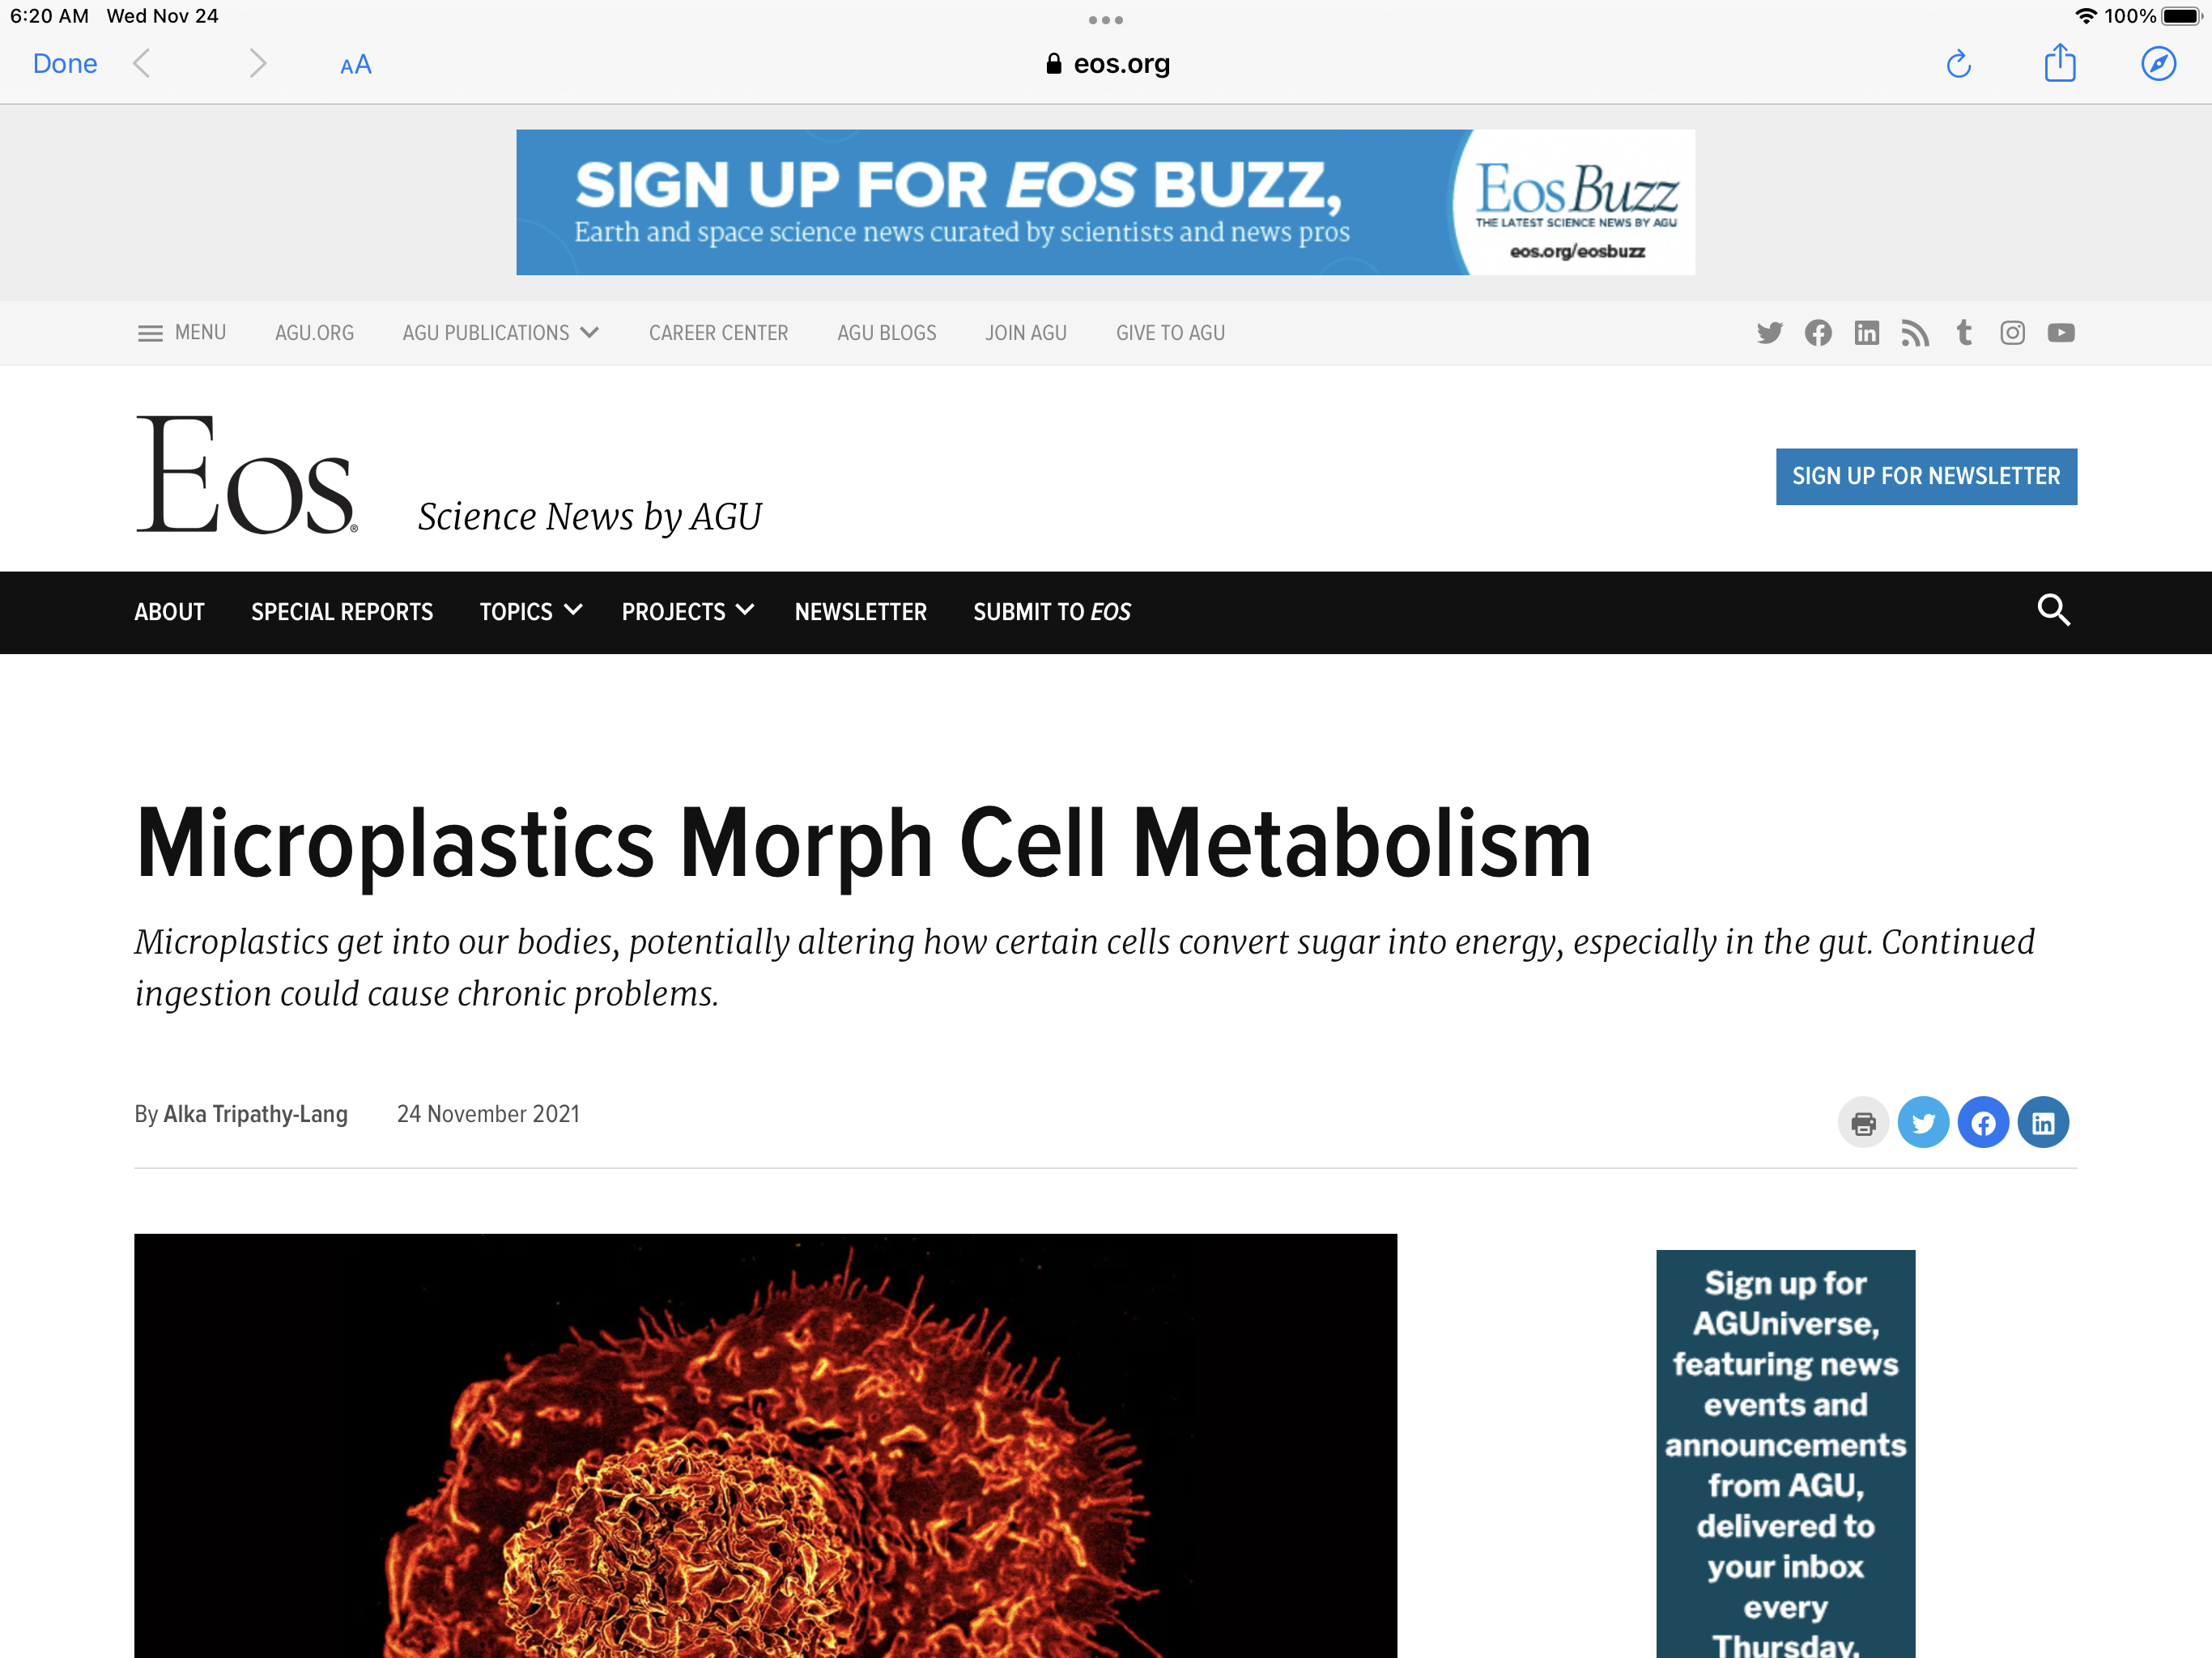 6:20 AM Wed Nov 24
100%
Done
AA
eos.org
SIGN UP FOR EOS BUZZ,
Earth and space science news curated by scientists and news pros
Eos Buzz
THE LATEST SCIENCE NEWS BY AGU
eos.org/eosbuzz
MENU AGU.ORG AGU PUBLICATIONS CAREER CENTER AGU BLOGS JOIN AGU GIVE TO AGU
Eos®
Science News by AGU
SIGN UP FOR NEWSLETTER
ABOUT SPECIAL REPORTS TOPICS PROJECTS NEWSLETTER SUBMIT TO EOS
Microplastics Morph Cell Metabolism
Microplastics get into our bodies, potentially altering how certain cells convert sugar into energy, especially in the gut. Continued
ingestion could cause chronic problems.
By Alka Tripathy-Lang 24 November 2021
Sign up for
AGUniverse,
featuring news
events and
announcements
from AGU,
delivered to
your inbox
every
Thursday.